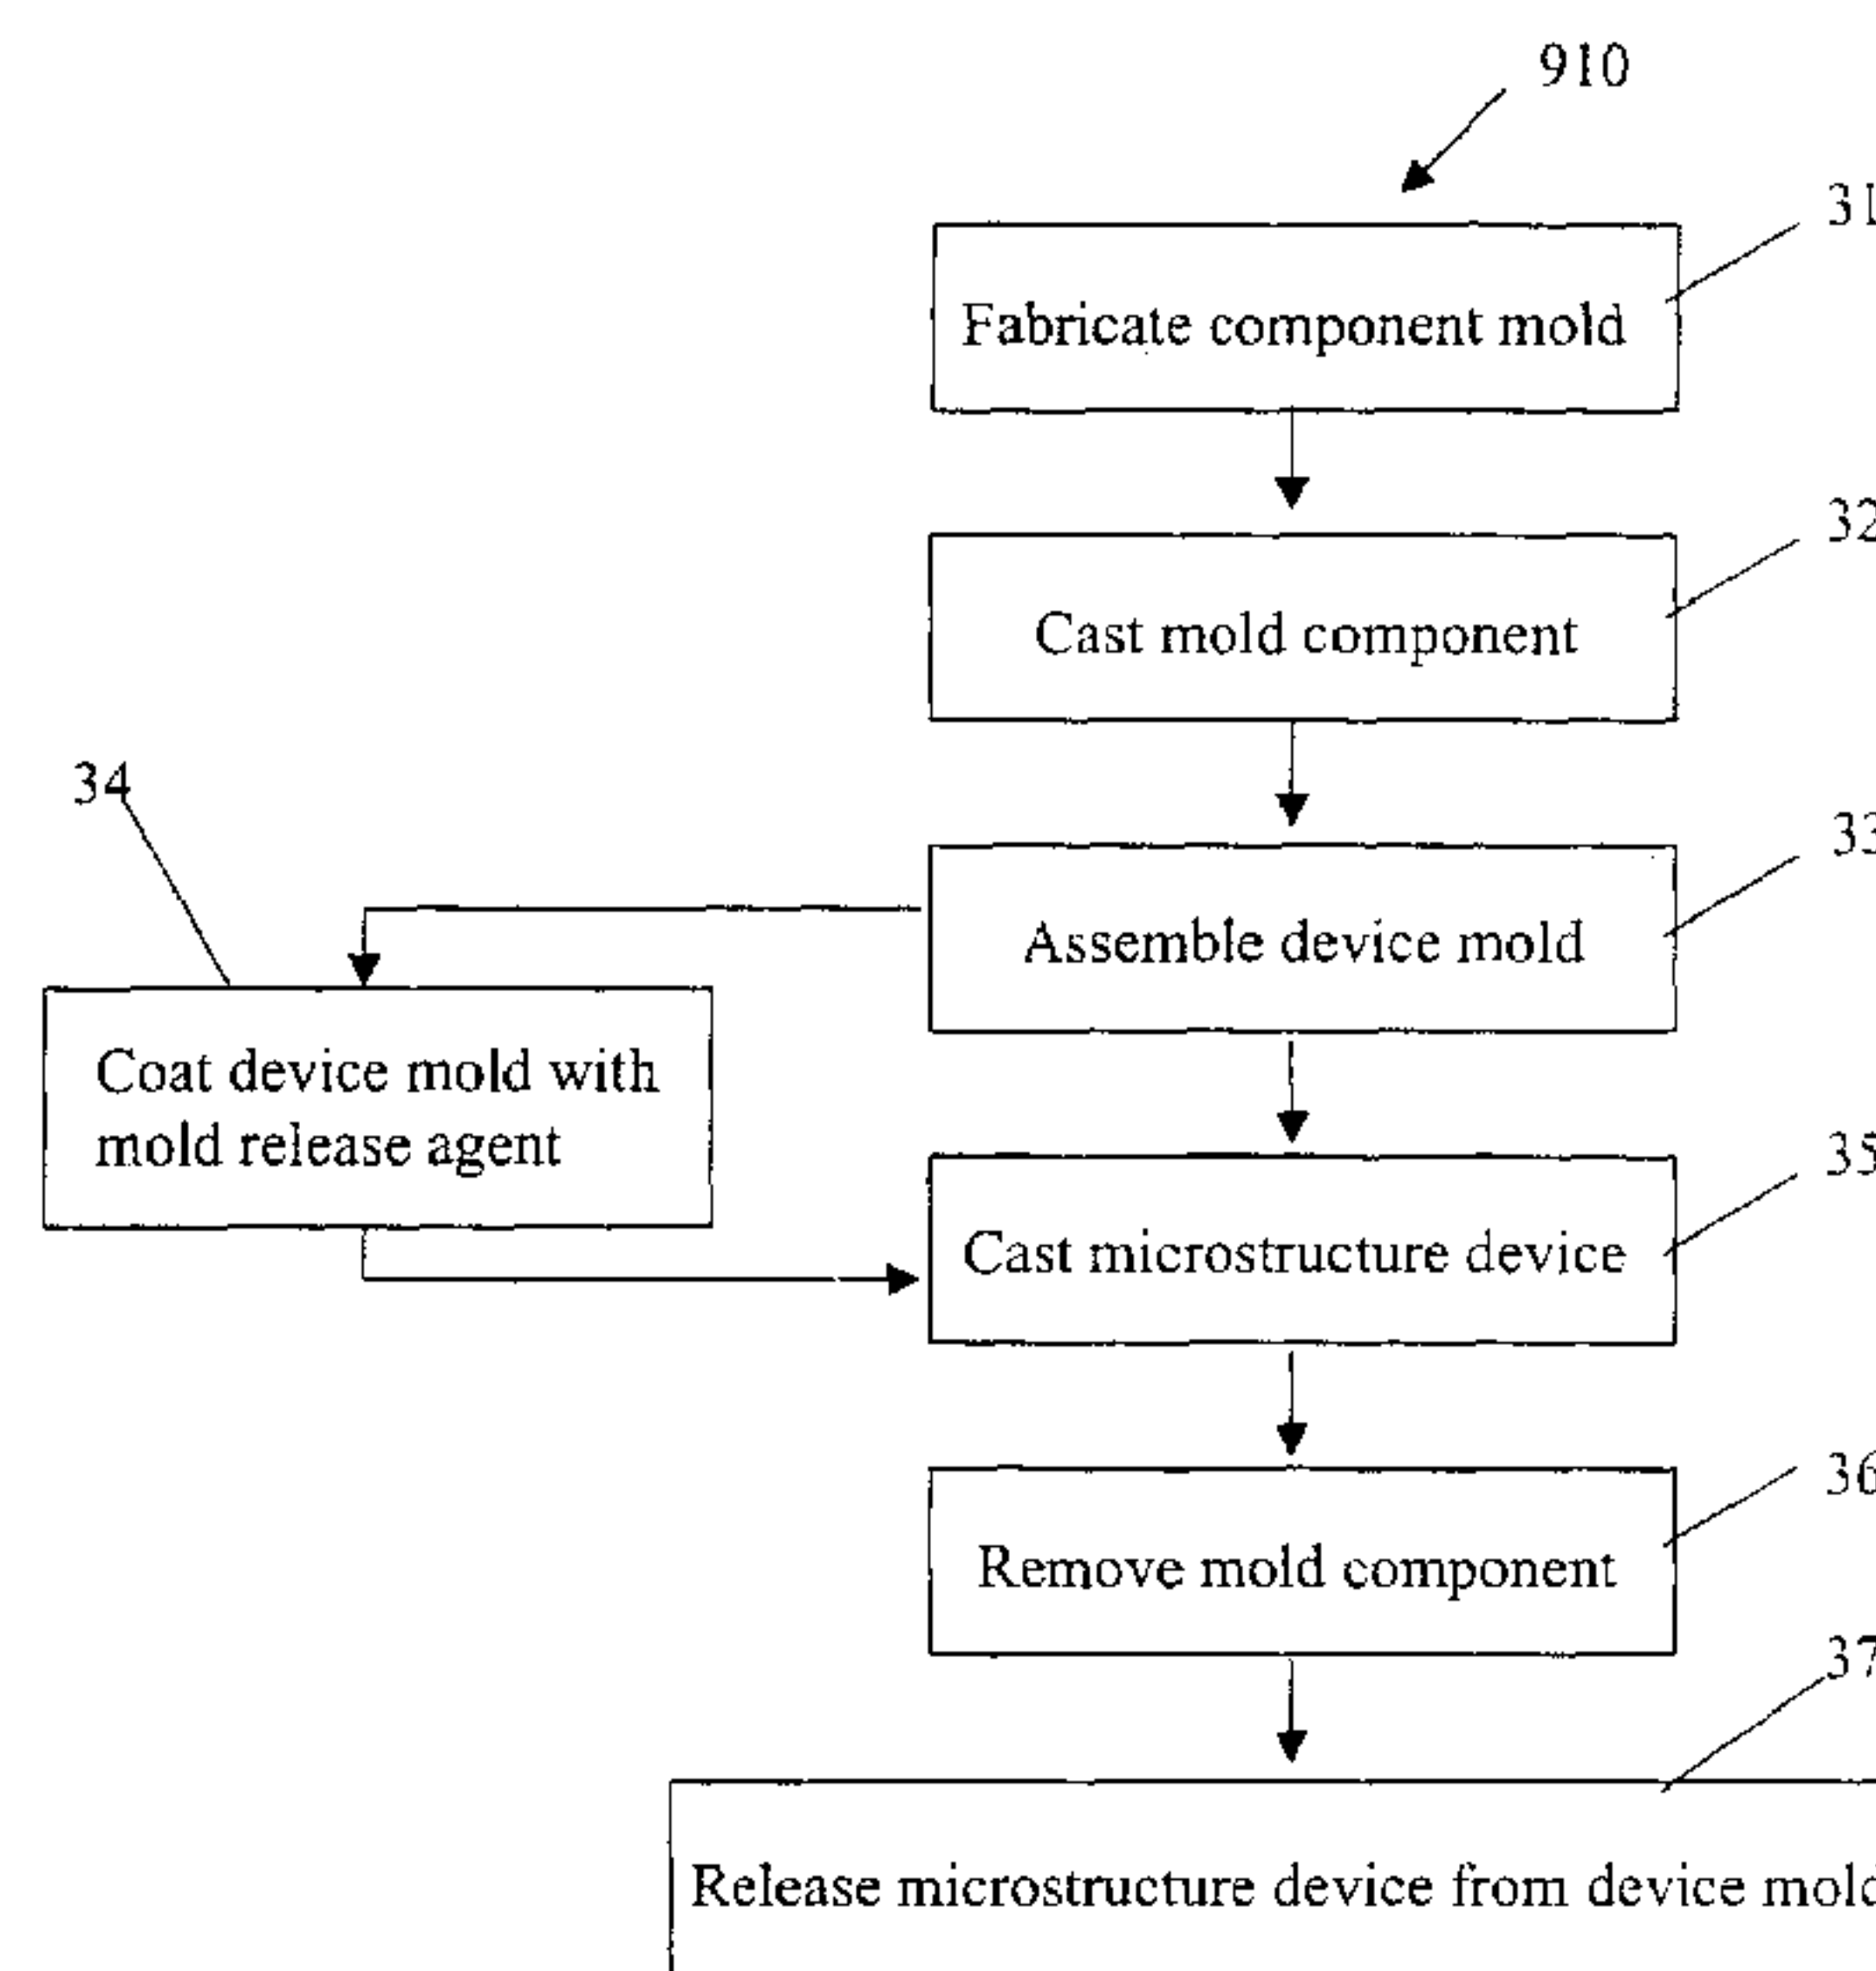 910
31
Fabricate component mold
32
Cast mold component
34
33
Assemble device mold
Coat device mold with
mold release agent
35
Cast microstructure device
36
Remove mold component
37
Release microstructure device from device mold